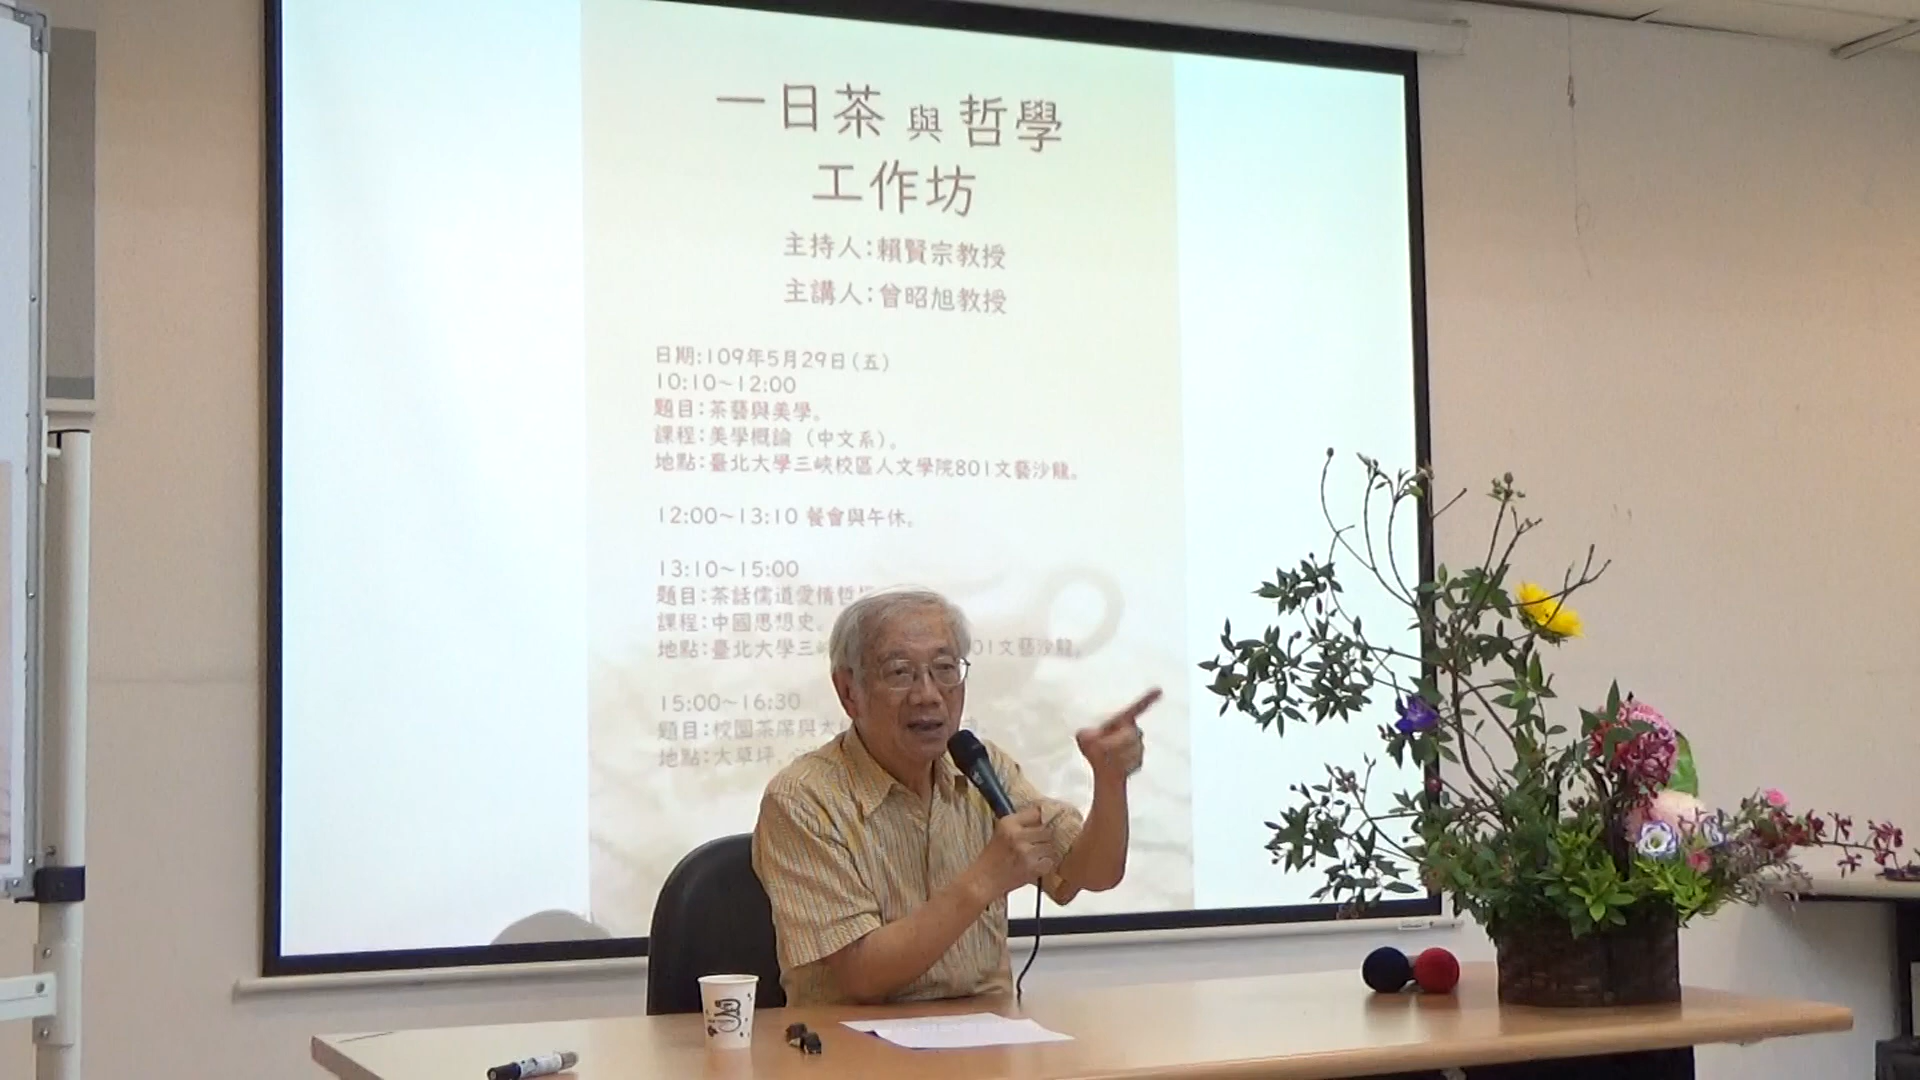 一日茶與哲學
工作坊
主持人：賴賢宗教授
主講人：曾昭旭教授
日期:109年5月29日(五)
10:10~12:00
題目：茶藝與美學。
課程：美學概論（中文系）。
地點：臺北大學三峽校區人文學院801文藝沙龍。
12:00~13:10 餐會與午休。
13:10~15:00
題目：茶話儒道愛情哲
課程：中國思想史。
地點：臺北大學三 801文藝沙龍。
15:00~16:30
題目：校園茶席與太
地點：大草坪。